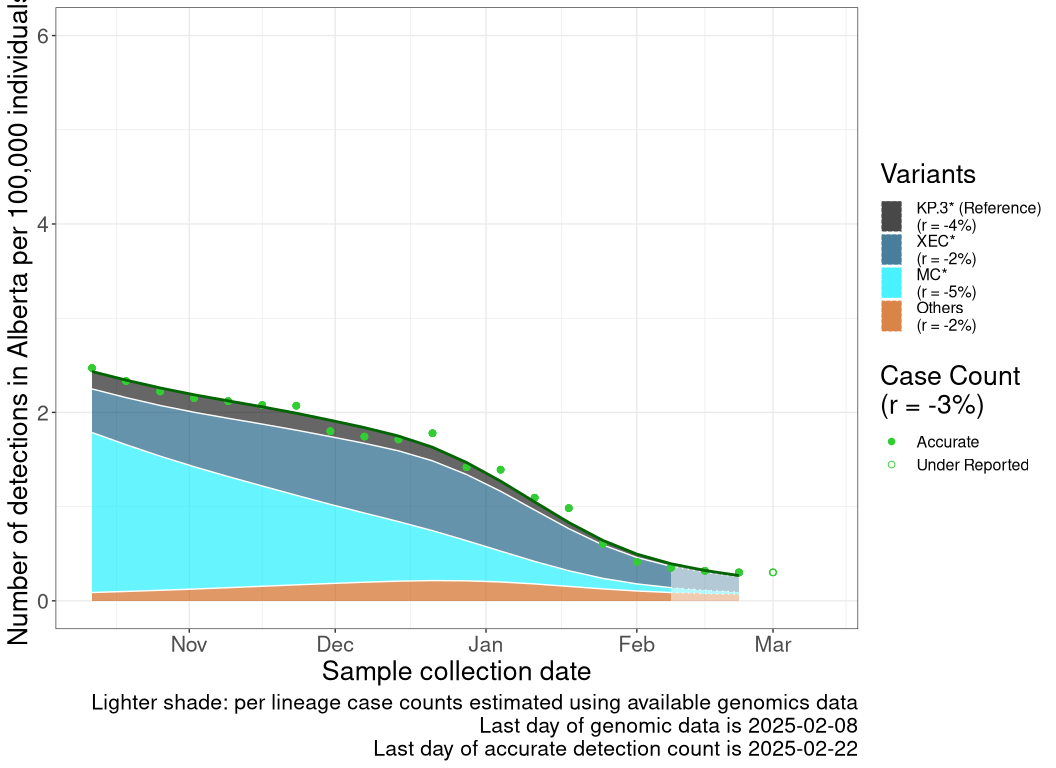 Number of detections in Alberta per 100,000 individuals
6
4
2
0
Nov
Dec
Jan
Feb
Mar
Sample collection date
Lighter shade: per lineage case counts estimated using available genomics data
Last day of genomic data is 2025-02-08
Last day of accurate detection count is 2025-02-22
Variants
KP.3* (Reference)
(r = -4%)
XEC*
(r = -2%)
MC*
(r = -5%)
Others
(r = -2%)
Case Count
(r = -3%)
Accurate
Under Reported